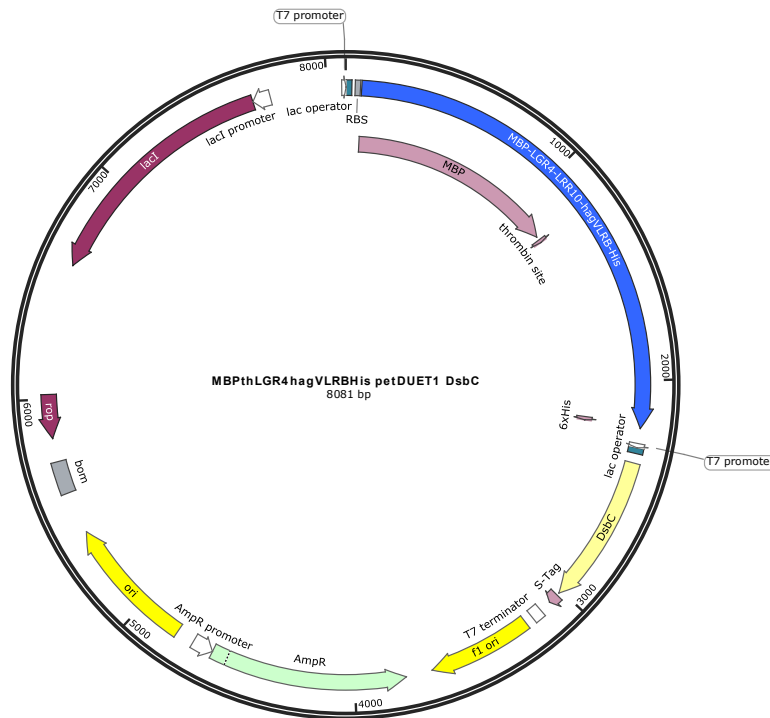 T7 promoter
8000
lac operator
RBS
lacI promoter
lacI
7000
MBP
MBP-LGR4-LRR10-hagVLRB-His
1000
thrombin site
2000
MBPthLGR4hagVLRBHis petDUET1 DsbC
8081 bp
6xHis
lac operator
T7 promote
DsbC
S-Tag
3000
T7 terminator
f1 ori
4000
AmpR
AmpR promoter
5000
ori
bom
rop
6000